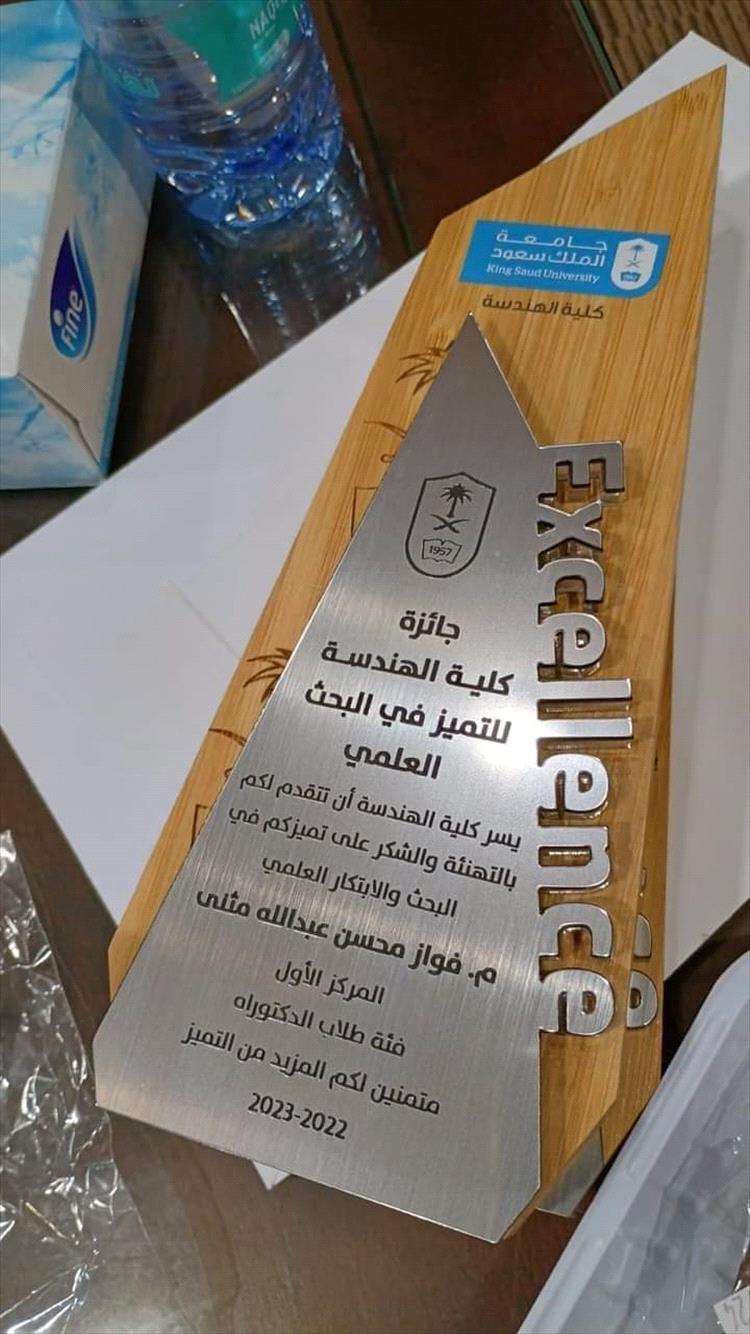 NAQI
Fine
جامعة
الملك سعود
King Saud University
1957
كلية الهندسة
1957
جائزة
كلية الهندسة
للتميز في البحث
العلمي
يسر كلية الهندسة أن تتقدم لكم
بالتهنئة والشكر على تميزكم في
البحث والابتكار العلمي
م. فواز محسن عبدالله مثنى
المركز الأول
فئة طلاب الدكتوراه
متمنين لكم المزيد من التميز
2023-2022
Excellence